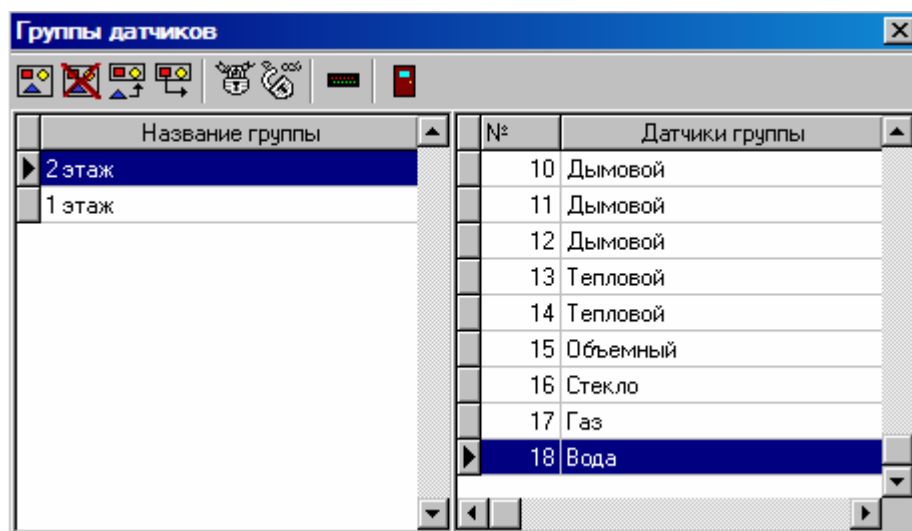 Группы датчиков
Название группы
2 этаж
1 этаж
№ Датчики группы
10 Дымовой
11 Дымовой
12 Дымовой
13 Тепловой
14 Тепловой
15 Объемный
16 Стекло
17 Газ
18 Вода